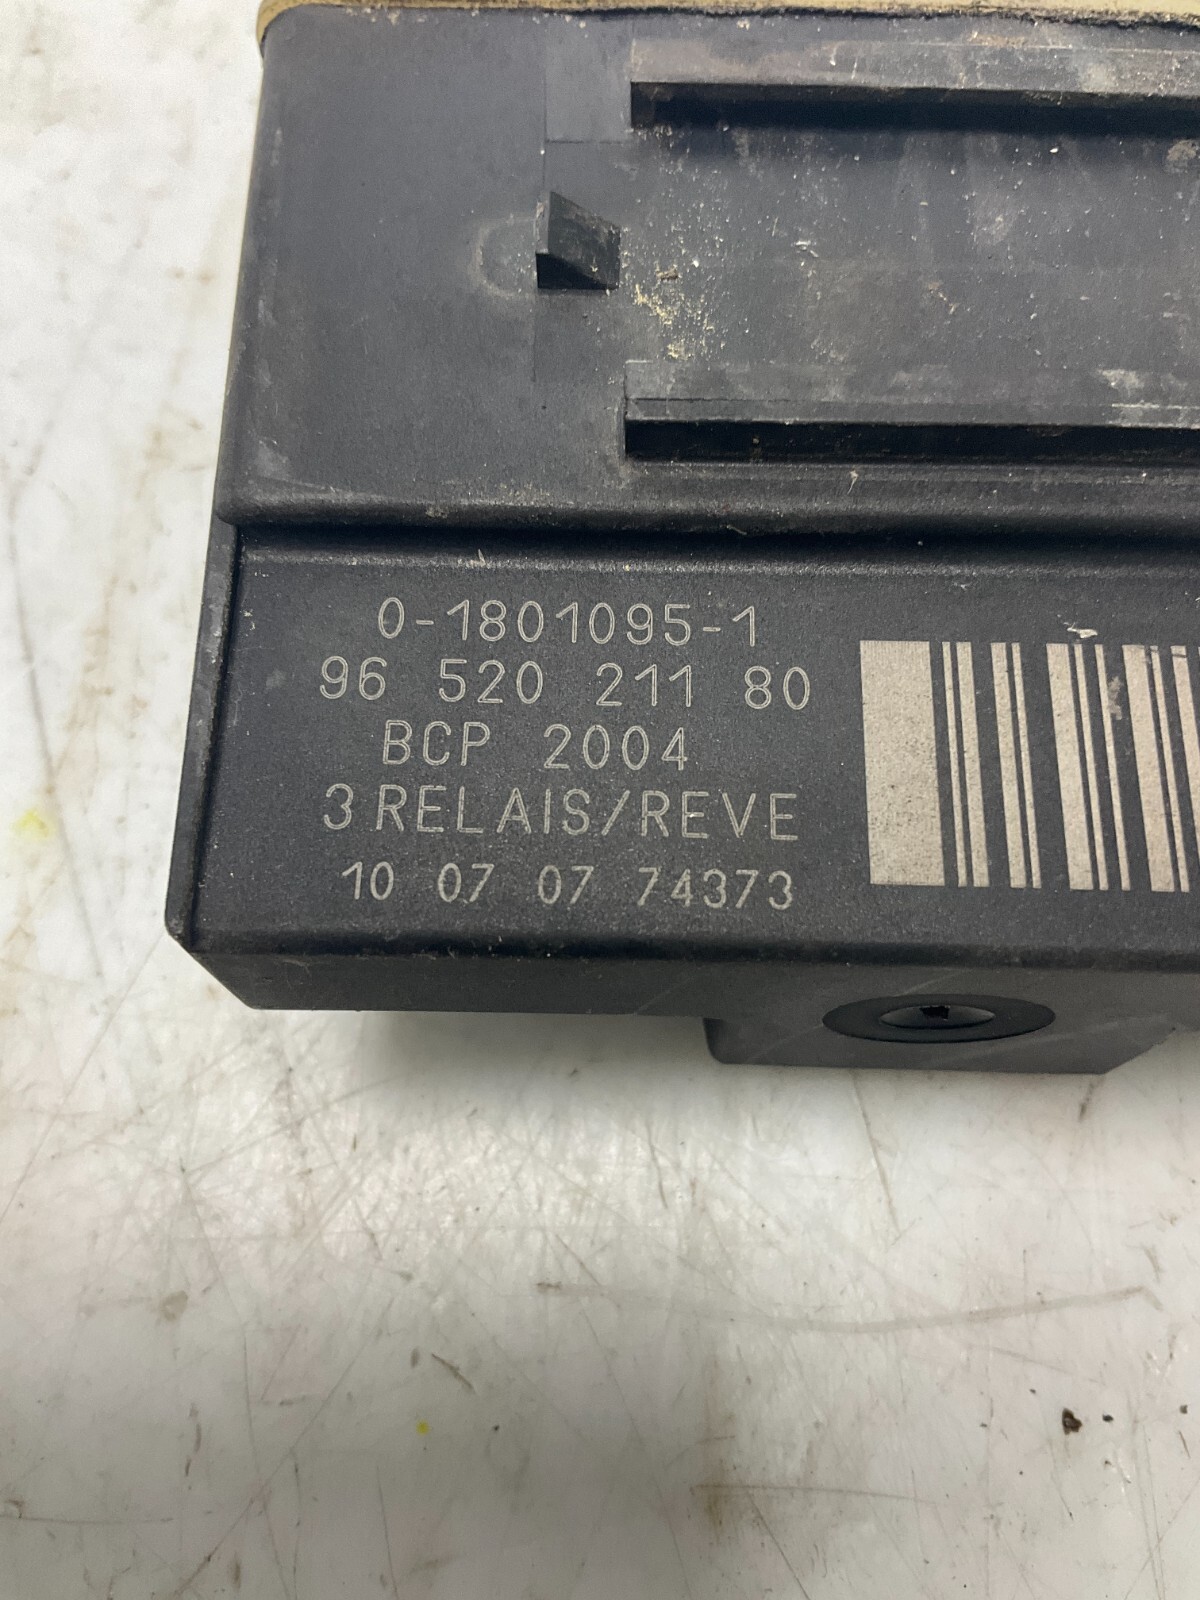 0-1801095-1
96 520 211 80
BCP 2004
3 RELAIS/REVE
10 07 07 74373